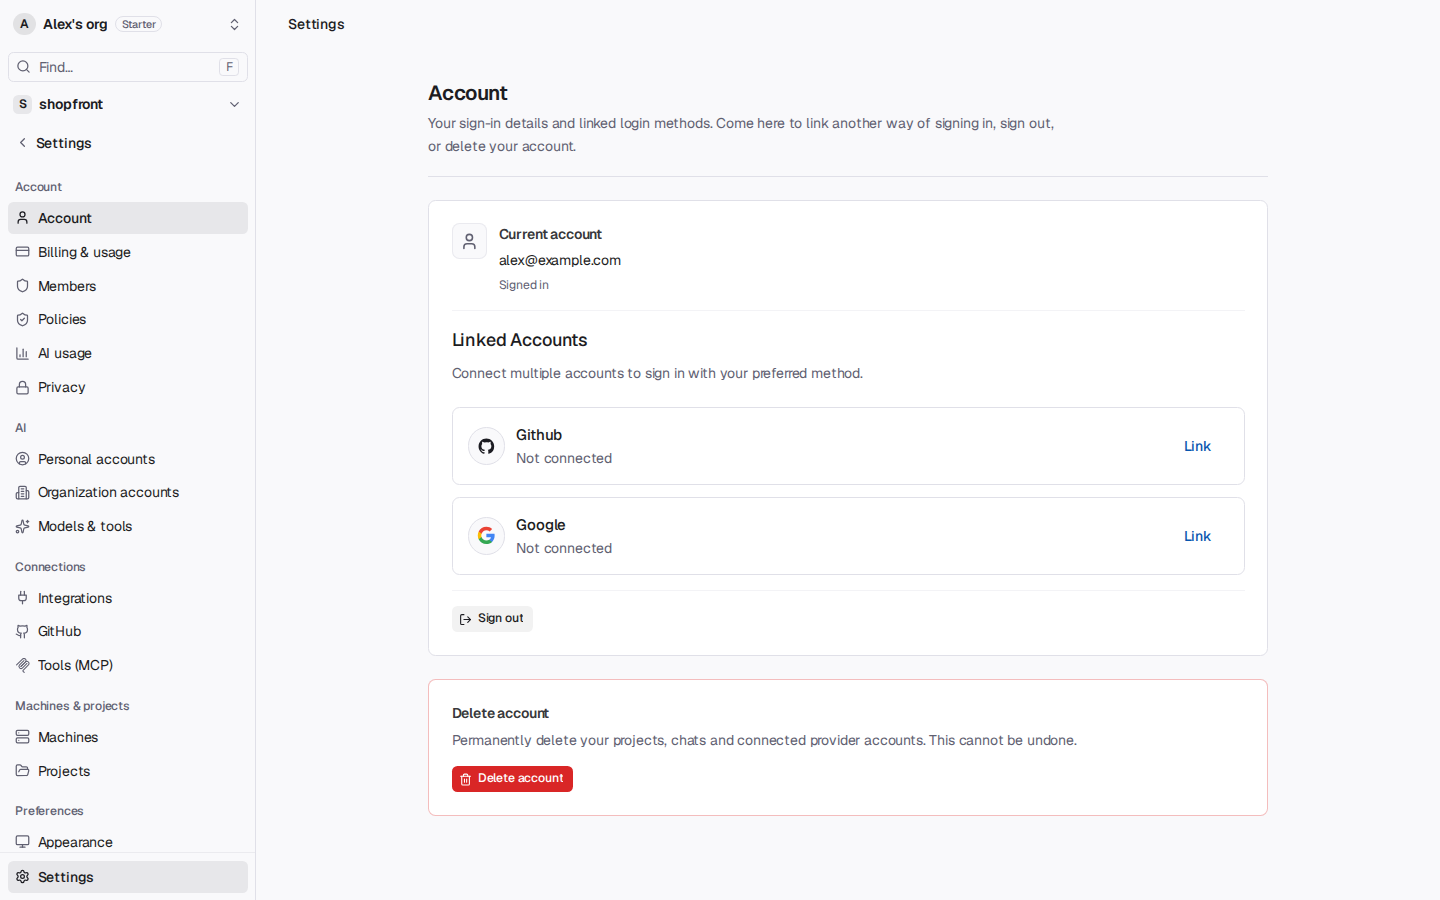 A Alex's org Starter
Find... F
S shopfront
Settings
Account
Account
Billing & usage
Members
Policies
AI usage
Privacy
AI
Personal accounts
Organization accounts
Models & tools
Connections
Integrations
GitHub
Tools (MCP)
Machines & projects
Machines
Projects
Preferences
Appearance
Settings
Settings
Account
Your sign-in details and linked login methods. Come here to link another way of signing in, sign out,
or delete your account.
Current account
alex@example.com
Signed in
Linked Accounts
Connect multiple accounts to sign in with your preferred method.
Github
Not connected
Link
Google
Not connected
Link
Sign out
Delete account
Permanently delete your projects, chats and connected provider accounts. This cannot be undone.
Delete account